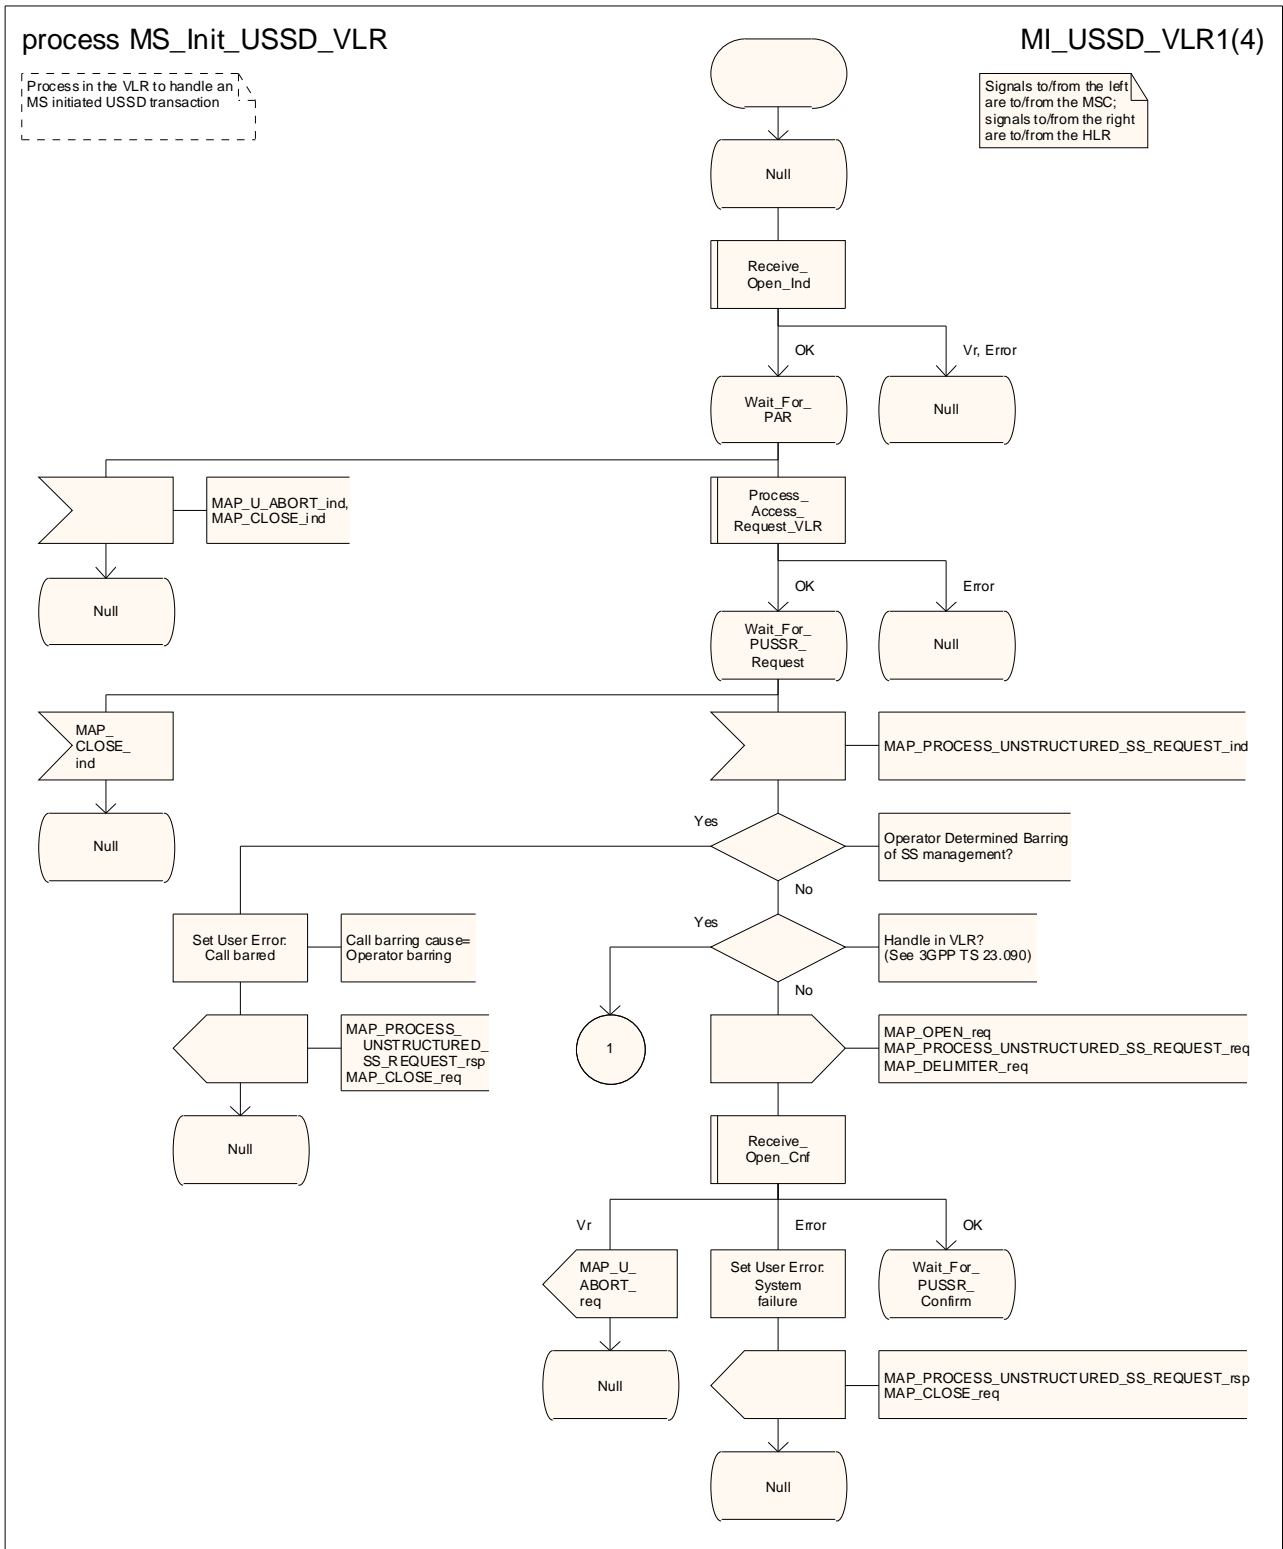 process MS_Init_USSD_VLR
MI_USSD_VLR1(4)
Process in the VLR to handle an
MS initiated USSD transaction
Signals to/from the left
are to/from the MSC;
signals to/from the right
are to/from the HLR
Null
Receive_
Open_Ind
OK
Vr, Error
Wait_For_
PAR
Null
MAP_U_ABORT_ind,
MAP_CLOSE_ind
Process_
Access_
Request_VLR
Null
OK
Error
Wait_For_
PUSSR_
Request
Null
MAP_
CLOSE_
ind
MAP_PROCESS_UNSTRUCTURED_SS_REQUEST_ind
Null
Yes
Operator Determined Barring
of SS management?
No
Set User Error:
Call barred
Call barring cause=
Operator barring
Yes
Handle in VLR?
(See 3GPP TS 23.090)
No
MAP_PROCESS_
UNSTRUCTURED_
SS_REQUEST_rsp
MAP_CLOSE_req
1
MAP_OPEN_req
MAP_PROCESS_UNSTRUCTURED_SS_REQUEST_req
MAP_DELIMITER_req
Null
Receive_
Open_Cnf
Vr
Error
OK
MAP_U_
ABORT_
req
Set User Error:
System
failure
Wait_For_
PUSSR_
Confirm
Null
MAP_PROCESS_UNSTRUCTURED_SS_REQUEST_rsp
MAP_CLOSE_req
Null